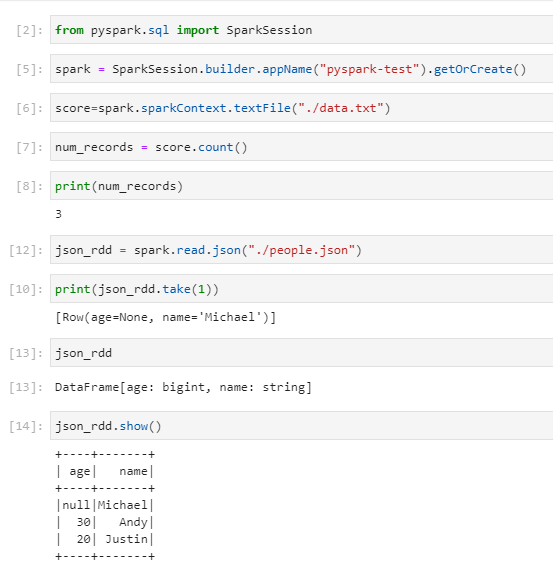 [2]: from pyspark.sql import SparkSession
[5]: spark = SparkSession.builder.appName("pyspark-test").getOrCreate()
[6]: score=spark.sparkContext.textFile("./data.txt")
[7]: num_records = score.count()
[8]: print(num_records)
3
[12]: json_rdd = spark.read.json("./people.json")
[10]: print(json_rdd.take(1))
[Row(age=None, name='Michael')]
[13]: json_rdd
[13]: DataFrame[age: bigint, name: string]
[14]: json_rdd.show()
+----+-------+
| age|   name|
+----+-------+
|null|Michael|
|  30|   Andy|
|  20| Justin|
+----+-------+